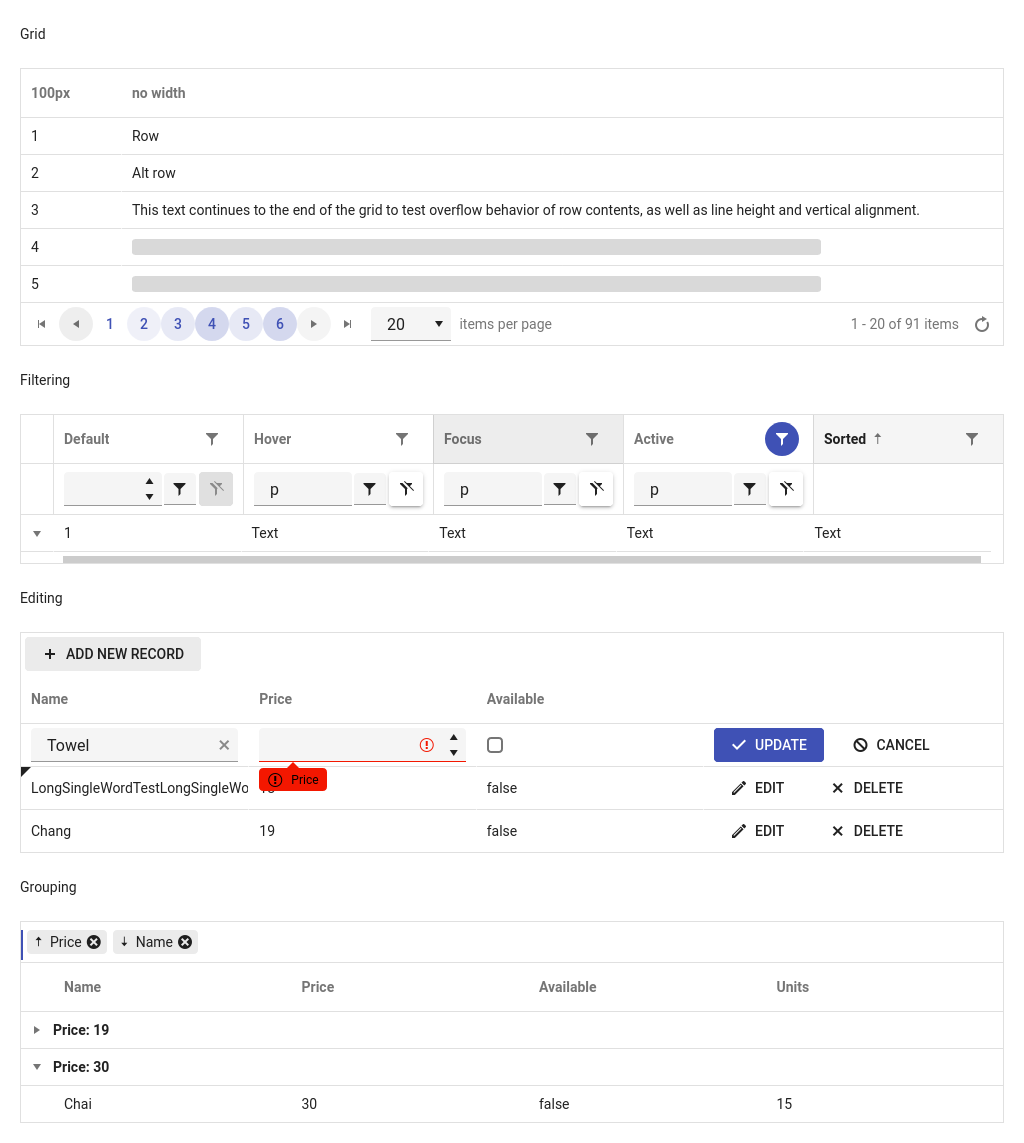 Grid
100px no width
1 Row
2 Alt row
3 This text continues to the end of the grid to test overflow behavior of row contents, as well as line height and vertical alignment.
4
5
1 2 3 4 5 6 20 items per page 1 - 20 of 91 items
Filtering
Default Hover Focus Active Sorted
p p p
1 Text Text Text Text
Editing
ADD NEW RECORD
Name Price Available
Towel UPDATE CANCEL
Price
LongSingleWordTestLongSingleWo false EDIT DELETE
Chang 19 false EDIT DELETE
Grouping
Price Name
Name Price Available Units
Price: 19
Price: 30
Chai 30 false 15